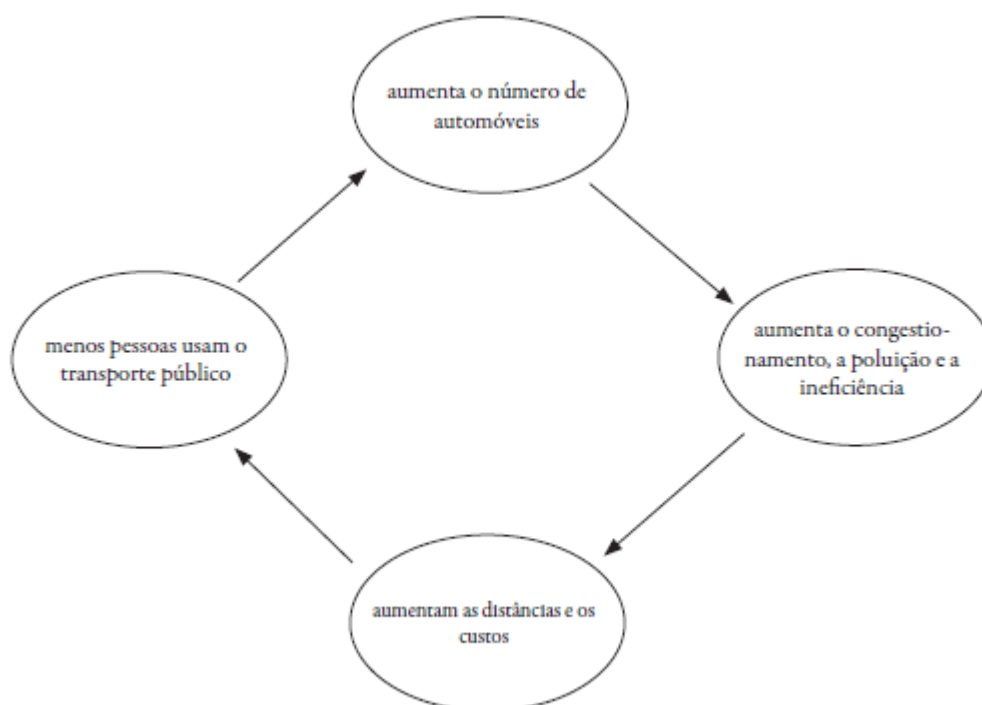 aumenta o número de
automóveis
menos pessoas usam o
transporte público
aumenta o congestio-
namento, a poluição e a
ineficiência
aumentam as distâncias e os
custos